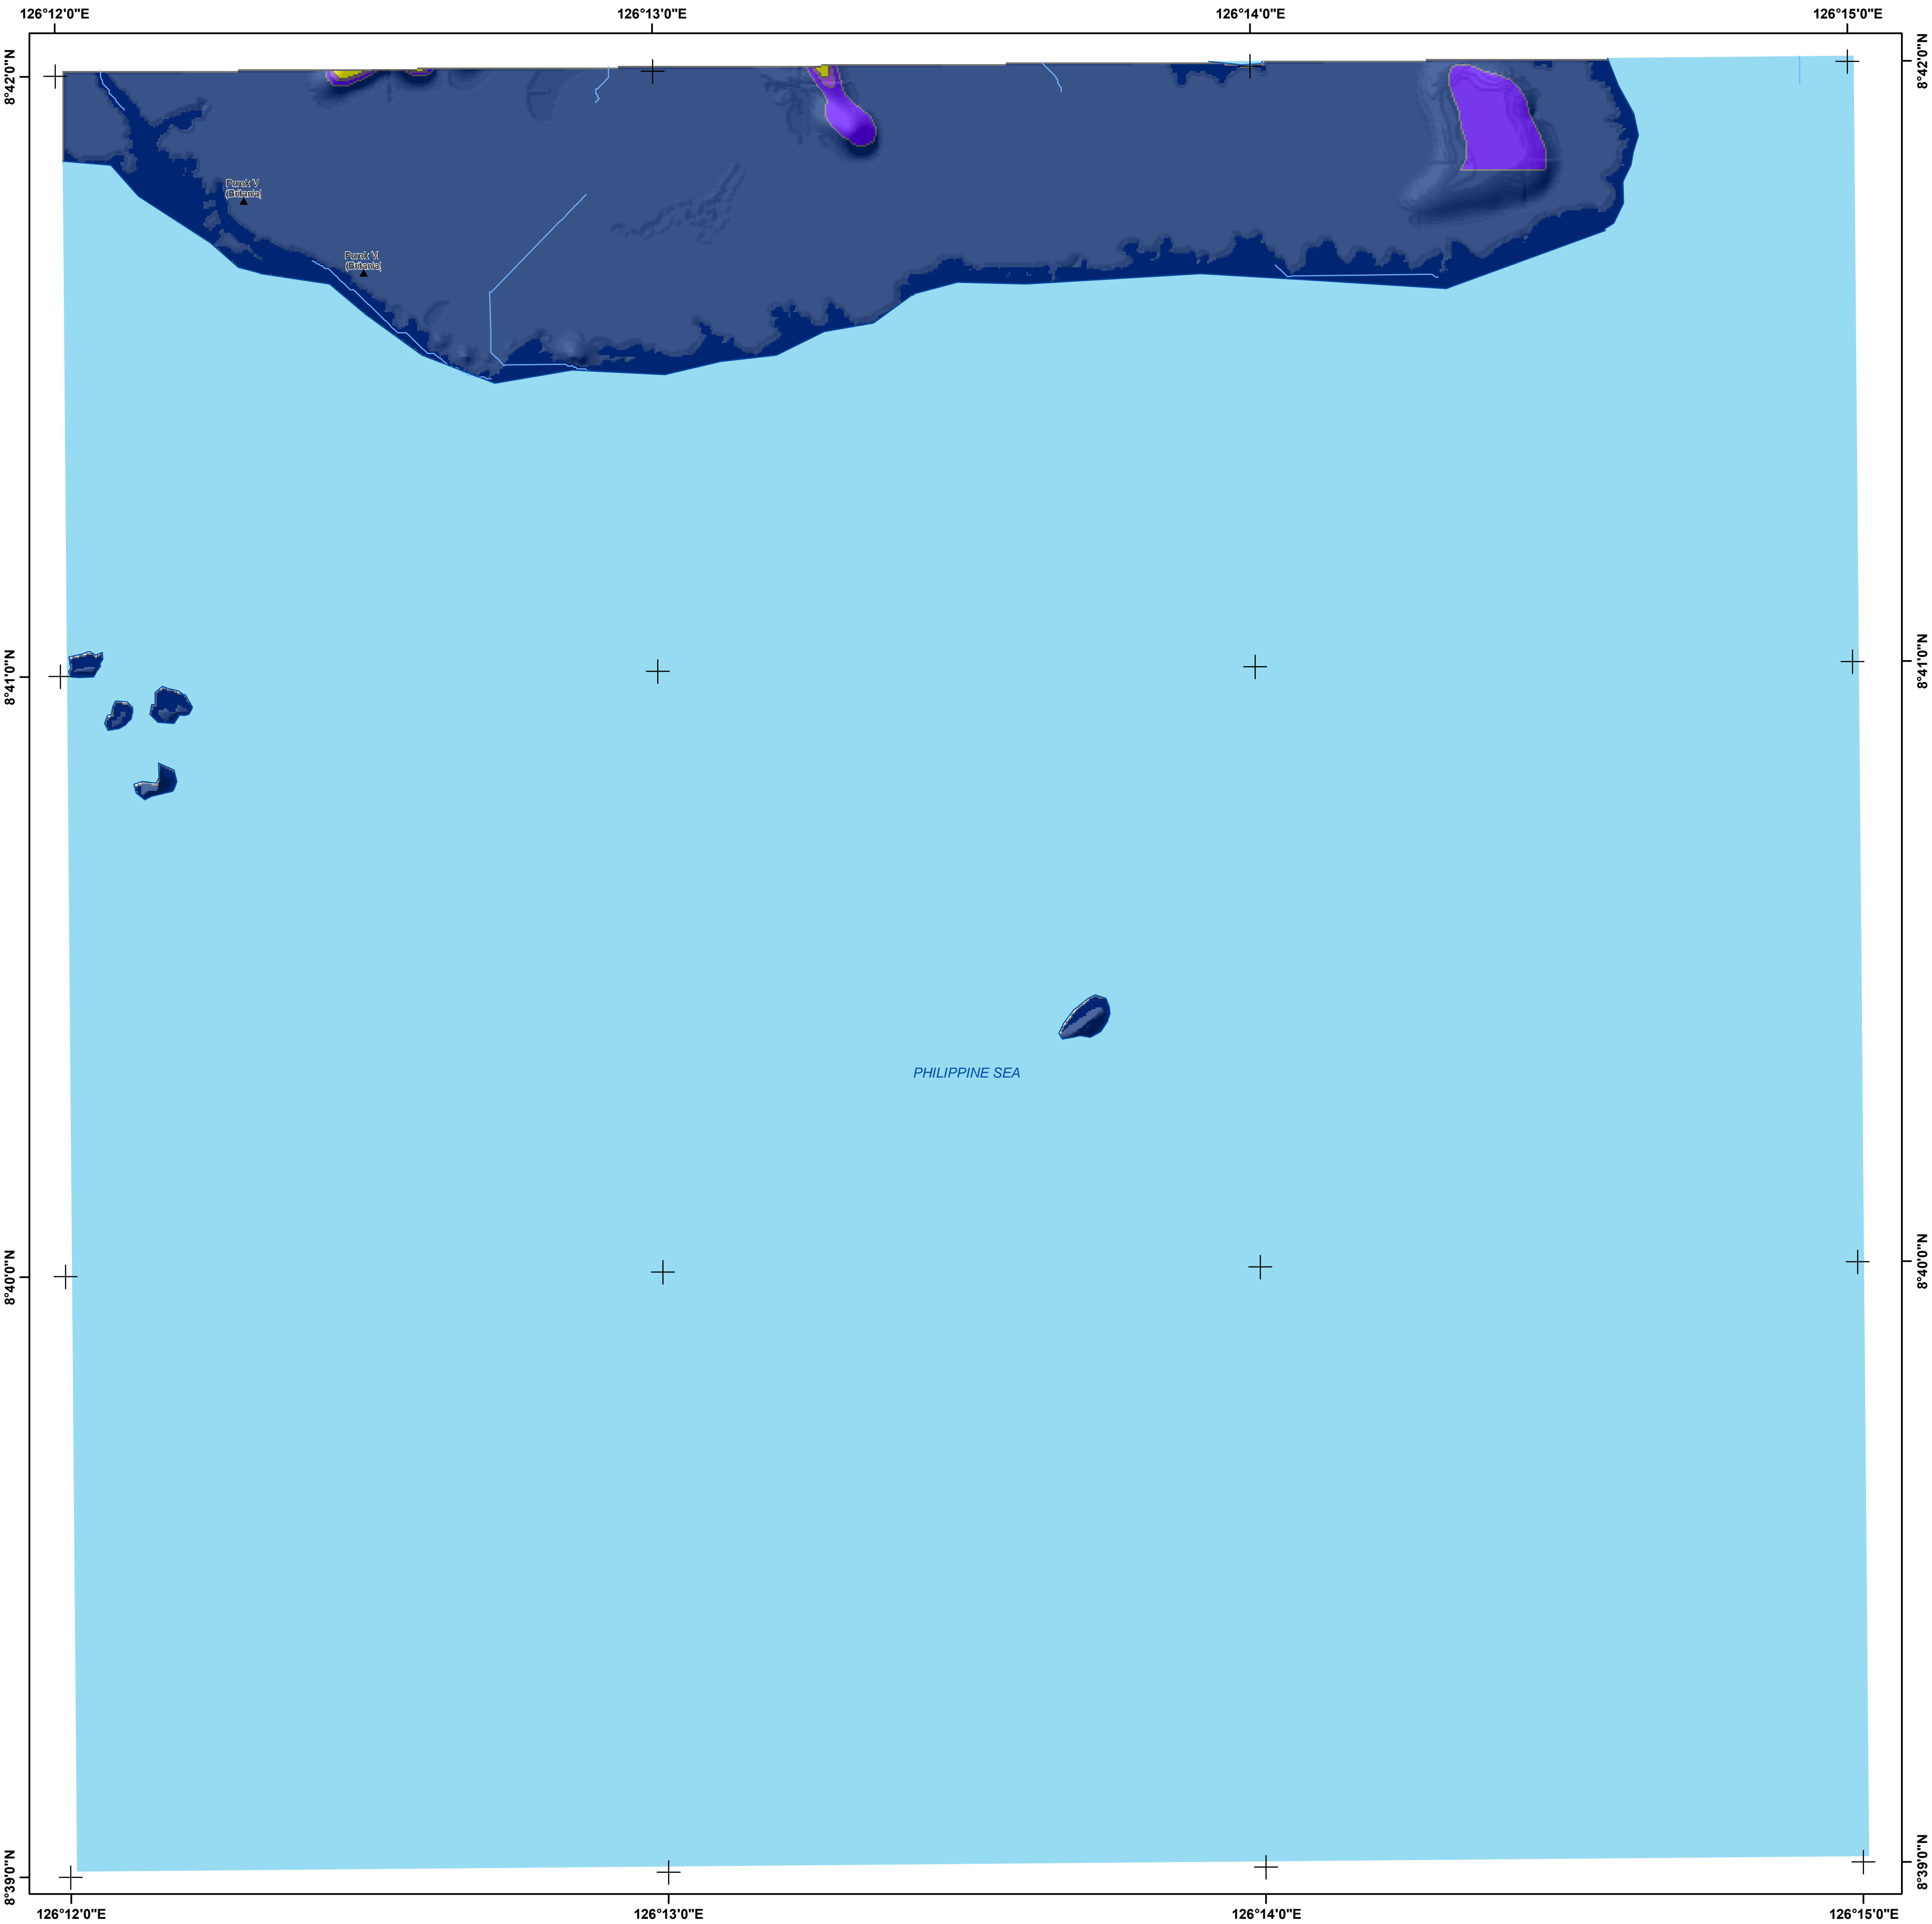 126°12'0"E 126°13'0"E 126°14'0"E 126°15'0"E
8°42'0"N 8°42'0"N
Purok V
(Britania)
Purok VI
(Britania)
8°41'0"N 8°41'0"N
PHILIPPINE SEA
8°40'0"N 8°40'0"N
8°39'0"N 8°39'0"N
126°12'0"E 126°13'0"E 126°14'0"E 126°15'0"E